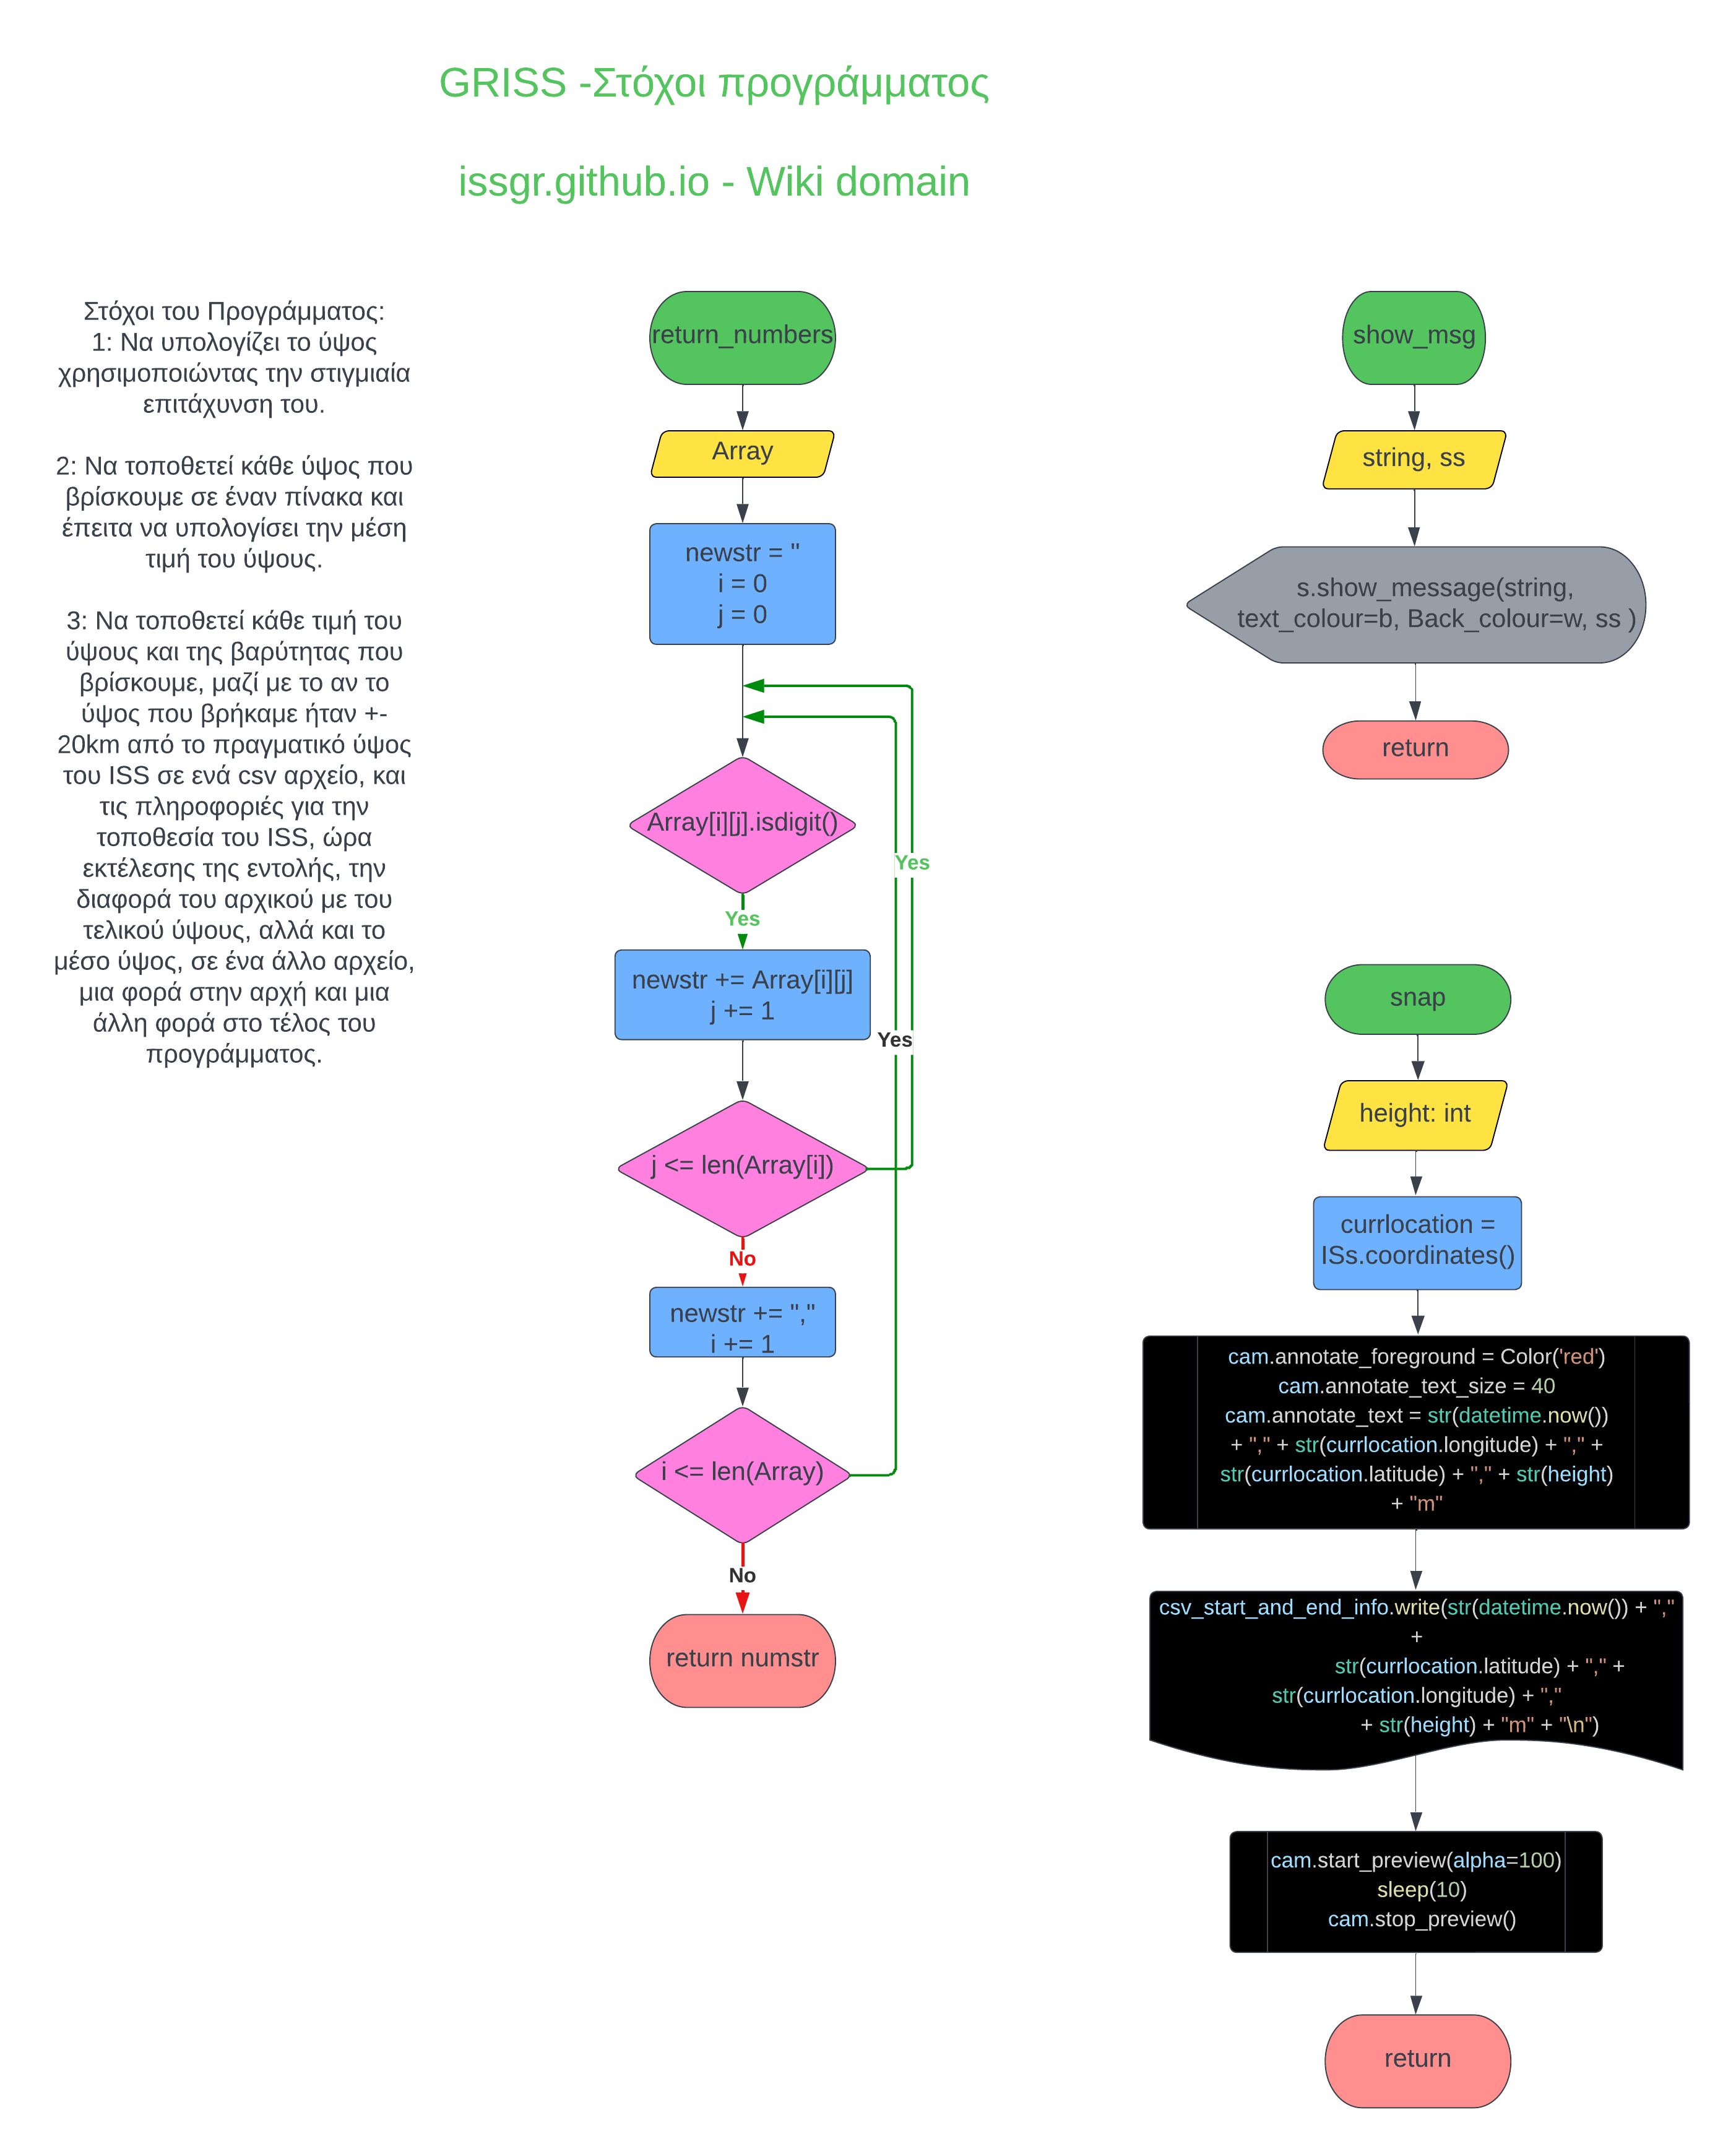 GRISS -Στόχοι προγράμματος
issgr.github.io - Wiki domain
Στόχοι του Προγράμματος:
1: Να υπολογίζει το ύψος
χρησιμοποιώντας την στιγμιαία
επιτάχυνση του.
2: Να τοποθετεί κάθε ύψος που
βρίσκουμε σε έναν πίνακα και
έπειτα να υπολογίσει την μέση
τιμή του ύψους.
3: Να τοποθετεί κάθε τιμή του
ύψους και της βαρύτητας που
βρίσκουμε, μαζί με το αν το
ύψος που βρήκαμε ήταν +-
20km από το πραγματικό ύψος
του ISS σε ενά csv αρχείο, και
τις πληροφοριές για την
τοποθεσία του ISS, ώρα
εκτέλεσης της εντολής, την
διαφορά του αρχικού με του
τελικού ύψους, αλλά και το
μέσο ύψος, σε ένα άλλο αρχείο,
μια φορά στην αρχή και μια
άλλη φορά στο τέλος του
προγράμματος.
return_numbers
Array
newstr = "
i = 0
j = 0
Array[i][j].isdigit()
Yes
Yes
newstr += Array[i][j]
j += 1
Yes
j <= len(Array[i])
No
newstr += ","
i += 1
i <= len(Array)
No
return numstr
show_msg
string, ss
s.show_message(string,
text_colour=b, Back_colour=w, ss )
return
snap
height: int
currlocation =
ISs.coordinates()
cam.annotate_foreground = Color('red')
cam.annotate_text_size = 40
cam.annotate_text = str(datetime.now())
+ "," + str(currlocation.longitude) + "," +
str(currlocation.latitude) + "," + str(height)
+ "m"
csv_start_and_end_info.write(str(datetime.now()) + ","
+
str(currlocation.latitude) + "," +
str(currlocation.longitude) + ","
+ str(height) + "m" + "\n")
cam.start_preview(alpha=100)
sleep(10)
cam.stop_preview()
return